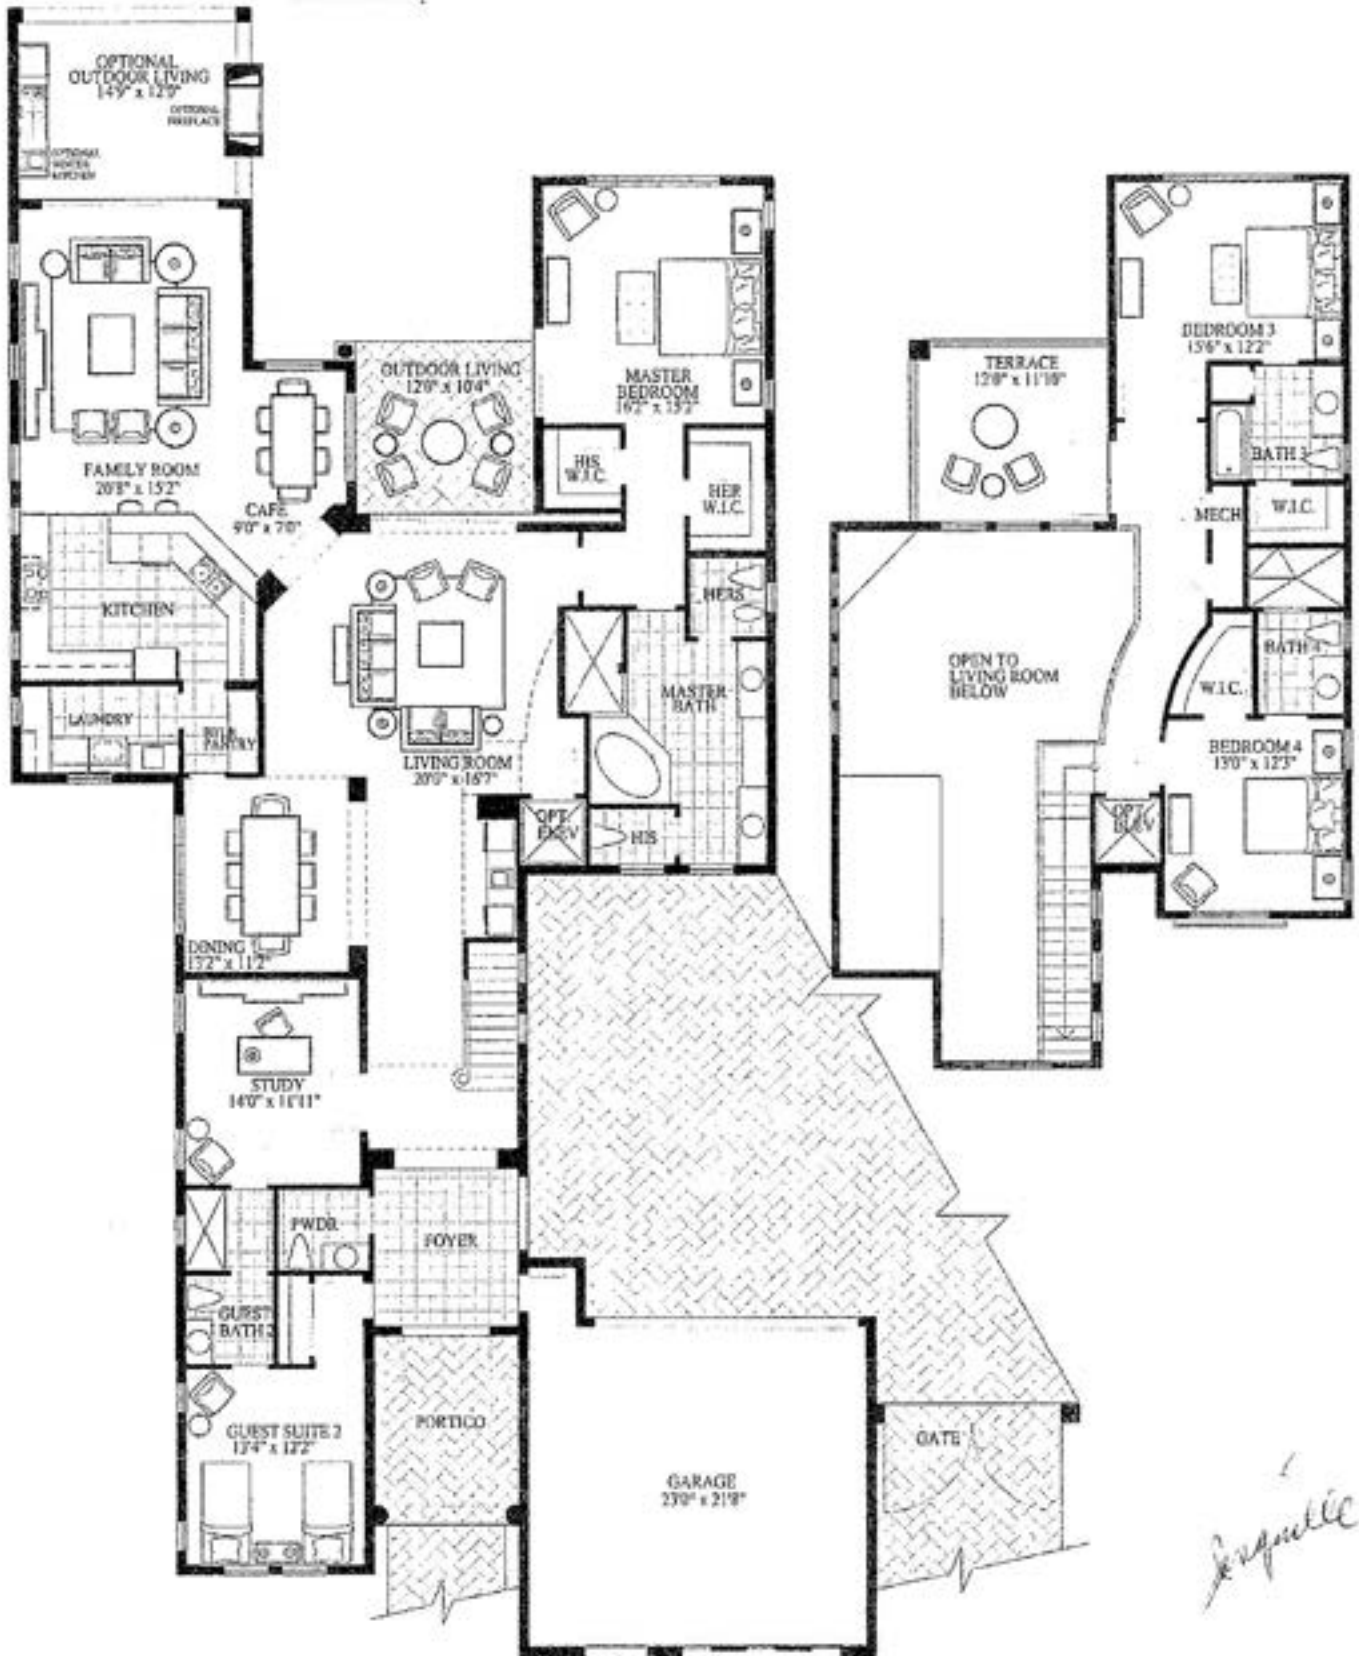 OPTIONAL
OUTDOOR LIVING
14'9" x 12'0"
OPTIONAL
FIREPLACE
OPTIONAL
KITCHEN
FAMILY ROOM
20'8" x 15'2"
CAFE
9'0" x 7'0"
OUTDOOR LIVING
12'0" x 10'4"
MASTER
BEDROOM
16'2" x 15'2"
HIS
W.I.C.
HER
W.I.C.
KITCHEN
HERS
LAUNDRY
PANTRY
LIVING ROOM
20'0" x 16'7"
MASTER
BATH
OPT.
ELEV
HIS
DINING
13'2" x 11'2"
STUDY
14'0" x 11'11"
PWDR
FOYER
GUEST
BATH 2
GUEST SUITE 2
13'4" x 12'2"
PORTICO
GARAGE
23'0" x 21'8"
GATE
BEDROOM 3
15'6" x 12'2"
TERRACE
12'0" x 11'10"
BATH 3
MECH
W.I.C.
OPEN TO
LIVING ROOM
BELOW
BATH 4
W.I.C.
BEDROOM 4
13'0" x 12'3"
OPT.
ELEV